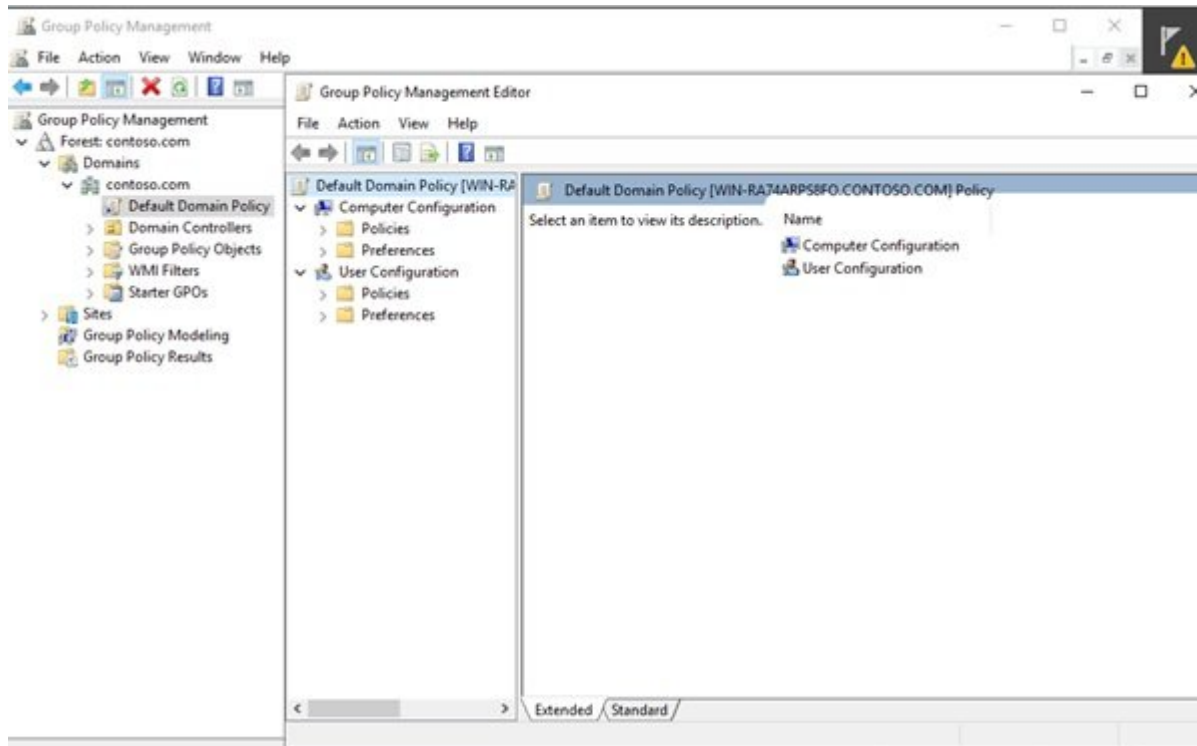 Group Policy Management
File Action View Window Help
Group Policy Management
Forest: contoso.com
Domains
contoso.com
Default Domain Policy
Domain Controllers
Group Policy Objects
WMI Filters
Starter GPOs
Sites
Group Policy Modeling
Group Policy Results
Group Policy Management Editor
File Action View Help
Default Domain Policy [WIN-RA
Computer Configuration
Policies
Preferences
User Configuration
Policies
Preferences
Default Domain Policy [WIN-RA74ARPS8FO.CONTOSO.COM] Policy
Select an item to view its description.
Name
Computer Configuration
User Configuration
Extended Standard